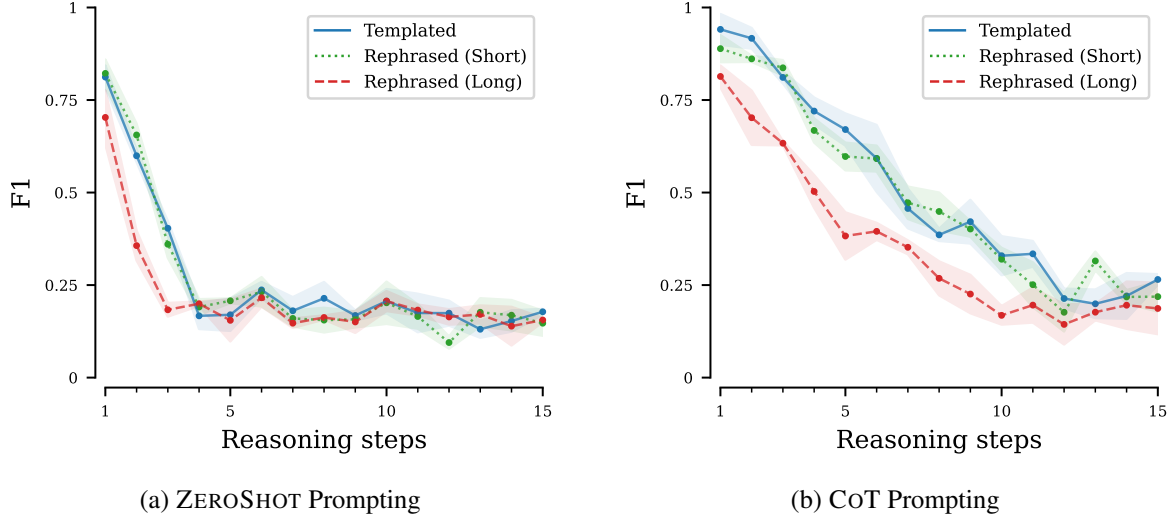 1
0.75
0.5
0.25
0
F1
1
5
10
15
Reasoning steps
Templated
Rephrased (Short)
Rephrased (Long)
(a) ZEROSHOT Prompting
1
0.75
0.5
0.25
0
F1
1
5
10
15
Reasoning steps
Templated
Rephrased (Short)
Rephrased (Long)
(b) COT Prompting